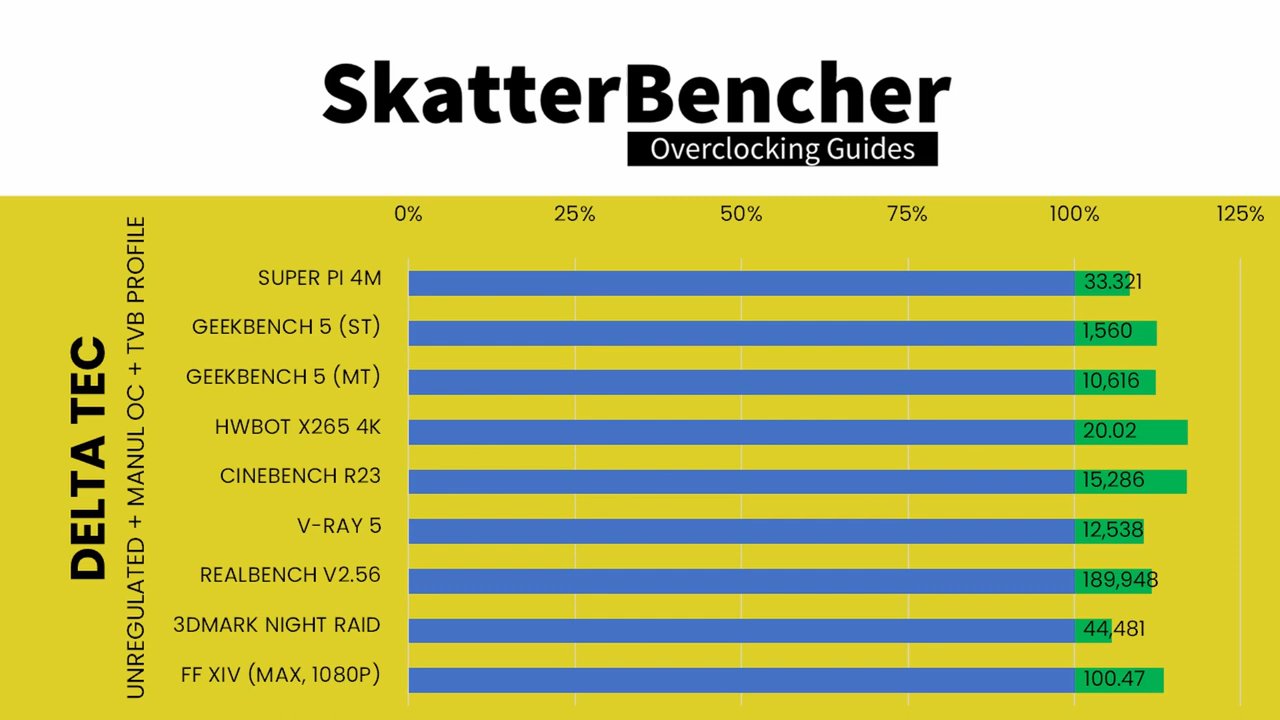 SkatterBencher
Overclocking Guides
DELTA TEC
UNREGULATED + MANUL OC + TVB PROFILE
0% 25% 50% 75% 100% 125%
SUPER PI 4M 33.321
GEEKBENCH 5 (ST) 1,560
GEEKBENCH 5 (MT) 10,616
HWBOT X265 4K 20.02
CINEBENCH R23 15,286
V-RAY 5 12,538
REALBENCH V2.56 189,948
3DMARK NIGHT RAID 44,481
FF XIV (MAX, 1080P) 100.47